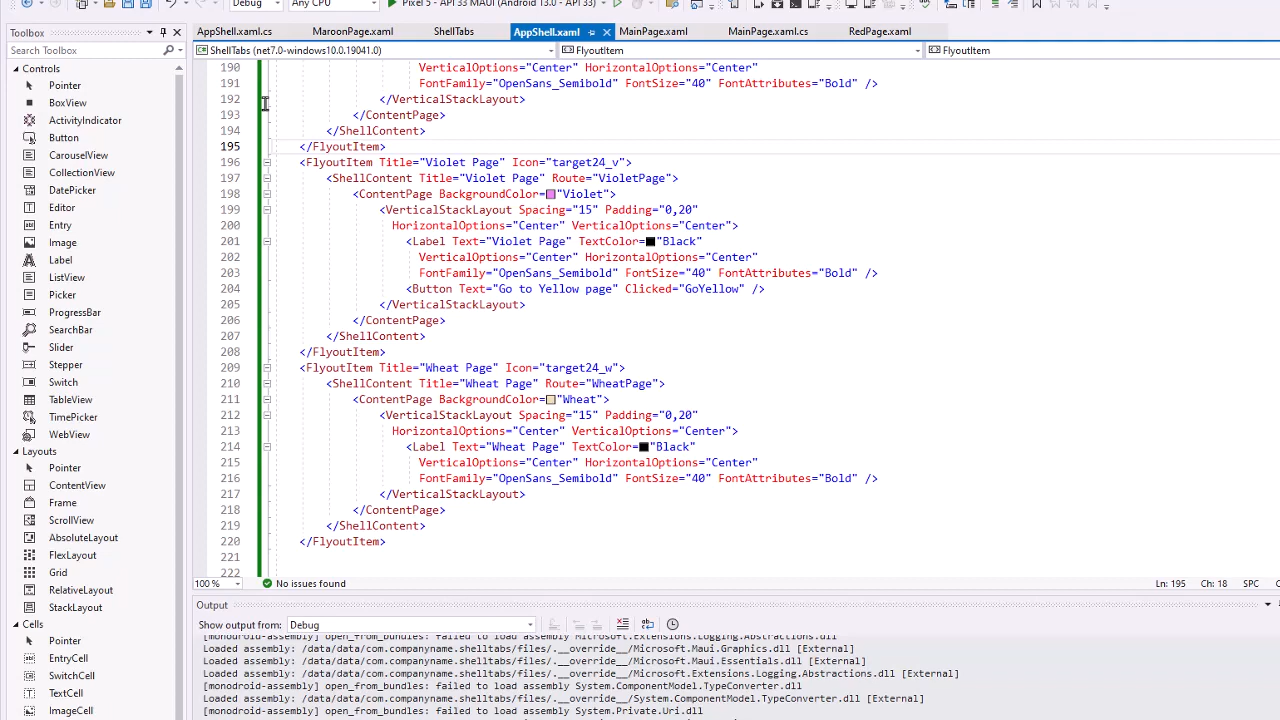 Debug Any CPU Pixel 5 - API 33 MAUI (Android 13.0 - API 33)
Toolbox
AppShell.xaml.cs MaroonPage.xaml ShellTabs AppShell.xaml MainPage.xaml MainPage.xaml.cs RedPage.xaml
Search Toolbox
ShellTabs (net7.0-windows10.0.19041.0) FlyoutItem FlyoutItem
Controls
Pointer
BoxView
ActivityIndicator
Button
CarouselView
CollectionView
DatePicker
Editor
Entry
Image
Label
ListView
Picker
ProgressBar
SearchBar
Slider
Stepper
Switch
TableView
TimePicker
WebView
Layouts
Pointer
ContentView
Frame
ScrollView
AbsoluteLayout
FlexLayout
Grid
RelativeLayout
StackLayout
Cells
Pointer
EntryCell
SwitchCell
TextCell
ImageCell
190 VerticalOptions="Center" HorizontalOptions="Center"
191 FontFamily="OpenSans_Semibold" FontSize="40" FontAttributes="Bold" />
192 </VerticalStackLayout>
193 </ContentPage>
194 </ShellContent>
195 </FlyoutItem>
196 <FlyoutItem Title="Violet Page" Icon="target24_v">
197 <ShellContent Title="Violet Page" Route="VioletPage">
198 <ContentPage BackgroundColor="Violet">
199 <VerticalStackLayout Spacing="15" Padding="0,20"
200 HorizontalOptions="Center" VerticalOptions="Center">
201 <Label Text="Violet Page" TextColor="Black"
202 VerticalOptions="Center" HorizontalOptions="Center"
203 FontFamily="OpenSans_Semibold" FontSize="40" FontAttributes="Bold" />
204 <Button Text="Go to Yellow page" Clicked="GoYellow" />
205 </VerticalStackLayout>
206 </ContentPage>
207 </ShellContent>
208 </FlyoutItem>
209 <FlyoutItem Title="Wheat Page" Icon="target24_w">
210 <ShellContent Title="Wheat Page" Route="WheatPage">
211 <ContentPage BackgroundColor="Wheat">
212 <VerticalStackLayout Spacing="15" Padding="0,20"
213 HorizontalOptions="Center" VerticalOptions="Center">
214 <Label Text="Wheat Page" TextColor="Black"
215 VerticalOptions="Center" HorizontalOptions="Center"
216 FontFamily="OpenSans_Semibold" FontSize="40" FontAttributes="Bold" />
217 </VerticalStackLayout>
218 </ContentPage>
219 </ShellContent>
220 </FlyoutItem>
221
222
100 % No issues found Ln: 195 Ch: 18 SPC
Output
Show output from: Debug
[monodroid-assembly] open_from_bundles: failed to load assembly Microsoft.Extensions.Logging.Abstractions.dll
Loaded assembly: /data/data/com.companyname.shelltabs/files/.__override__/Microsoft.Maui.Graphics.dll [External]
Loaded assembly: /data/data/com.companyname.shelltabs/files/.__override__/Microsoft.Maui.Essentials.dll [External]
Loaded assembly: /data/data/com.companyname.shelltabs/files/.__override__/Microsoft.Extensions.Logging.Abstractions.dll [External]
[monodroid-assembly] open_from_bundles: failed to load assembly System.ComponentModel.TypeConverter.dll
Loaded assembly: /data/data/com.companyname.shelltabs/files/.__override__/System.ComponentModel.TypeConverter.dll [External]
[monodroid-assembly] open_from_bundles: failed to load assembly System.Private.Uri.dll